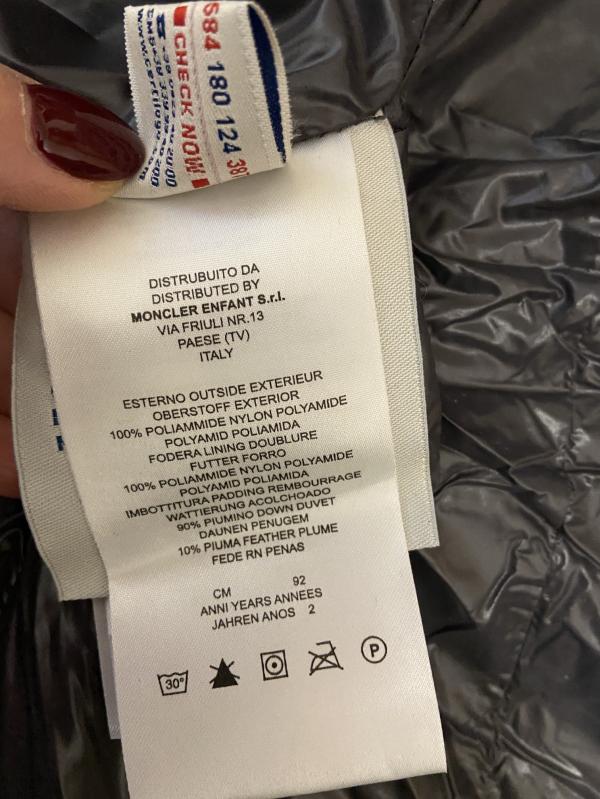 S84 180 124 38
CHECK NOW
DISTRUBUITO DA
DISTRIBUTED BY
MONCLER ENFANT S.r.l.
VIA FRIULI NR.13
PAESE (TV)
ITALY
ESTERNO OUTSIDE EXTERIEUR
OBERSTOFF EXTERIOR
100% POLIAMMIDE NYLON POLYAMIDE
POLYAMID POLIAMIDA
FODERA LINING DOUBLURE
FUTTER FORRO
100% POLIAMMIDE NYLON POLYAMIDE
POLYAMID POLIAMIDA
IMBOTTITURA PADDING REMBOURRAGE
WATTIERUNG ACOLCHOADO
90% PIUMINO DOWN DUVET
DAUNEN PENUGEM
10% PIUMA FEATHER PLUME
FEDE RN PENAS
CM 92
ANNI YEARS ANNEES
JAHREN ANOS 2
30° P